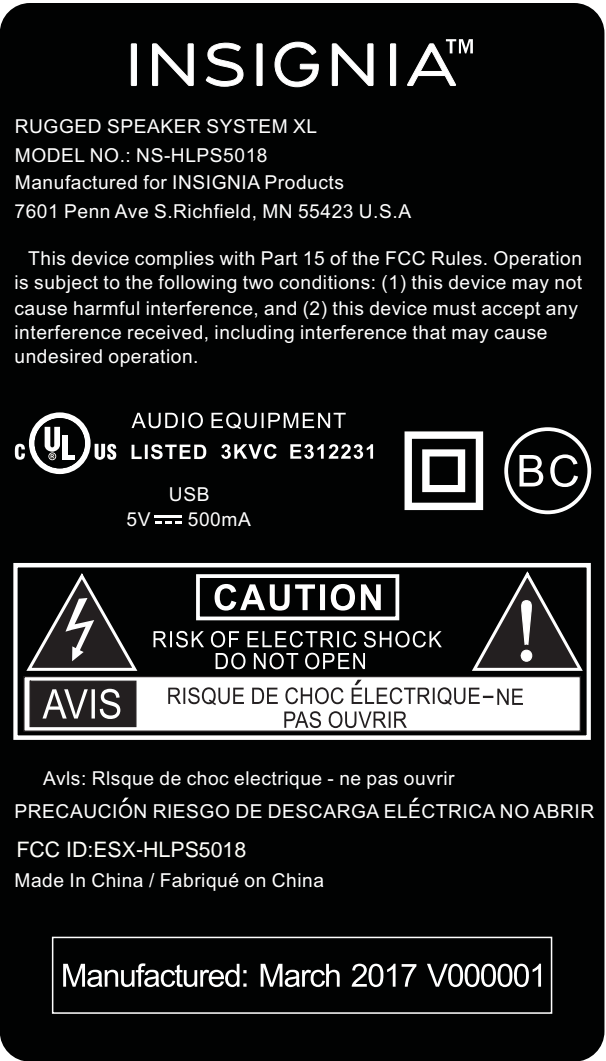 INSIGNIA™
RUGGED SPEAKER SYSTEM XL
MODEL NO.: NS-HLPS5018
Manufactured for INSIGNIA Products
7601 Penn Ave S.Richfield, MN 55423 U.S.A
This device complies with Part 15 of the FCC Rules. Operation
is subject to the following two conditions: (1) this device may not
cause harmful interference, and (2) this device must accept any
interference received, including interference that may cause
undesired operation.
AUDIO EQUIPMENT
C UL ® US LISTED 3KVC E312231
BC
USB
5V ⎓ 500mA
CAUTION
RISK OF ELECTRIC SHOCK
DO NOT OPEN
AVIS
RISQUE DE CHOC ÉLECTRIQUE–NE
PAS OUVRIR
AvIs: RIsque de choc electrique - ne pas ouvrir
PRECAUCIÓN RIESGO DE DESCARGA ELÉCTRICA NO ABRIR
FCC ID:ESX-HLPS5018
Made In China / Fabriqué on China
Manufactured: March 2017 V000001